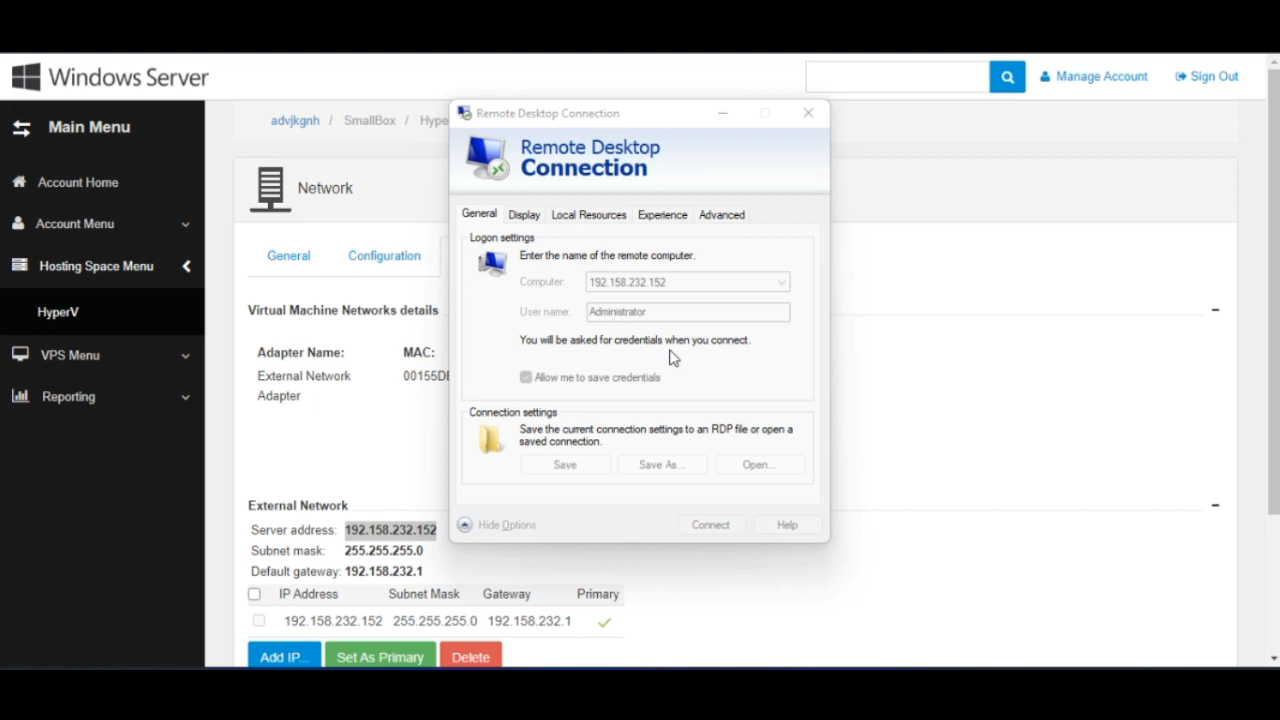 Windows Server
Manage Account
Sign Out
Main Menu
Account Home
Account Menu
Hosting Space Menu
HyperV
VPS Menu
Reporting
advjkgnh / SmallBox / Hype
Network
General
Configuration
Virtual Machine Networks details
Adapter Name: MAC:
External Network 00155D
Adapter
External Network
Server address: 192.158.232.152
Subnet mask: 255.255.255.0
Default gateway: 192.158.232.1
IP Address Subnet Mask Gateway Primary
192.158.232.152 255.255.255.0 192.158.232.1
Add IP... Set As Primary Delete
Remote Desktop Connection
Remote Desktop
Connection
General Display Local Resources Experience Advanced
Logon settings
Enter the name of the remote computer.
Computer: 192.158.232.152
User name: Administrator
You will be asked for credentials when you connect.
Allow me to save credentials
Connection settings
Save the current connection settings to an RDP file or open a
saved connection.
Save Save As... Open...
Hide Options Connect Help